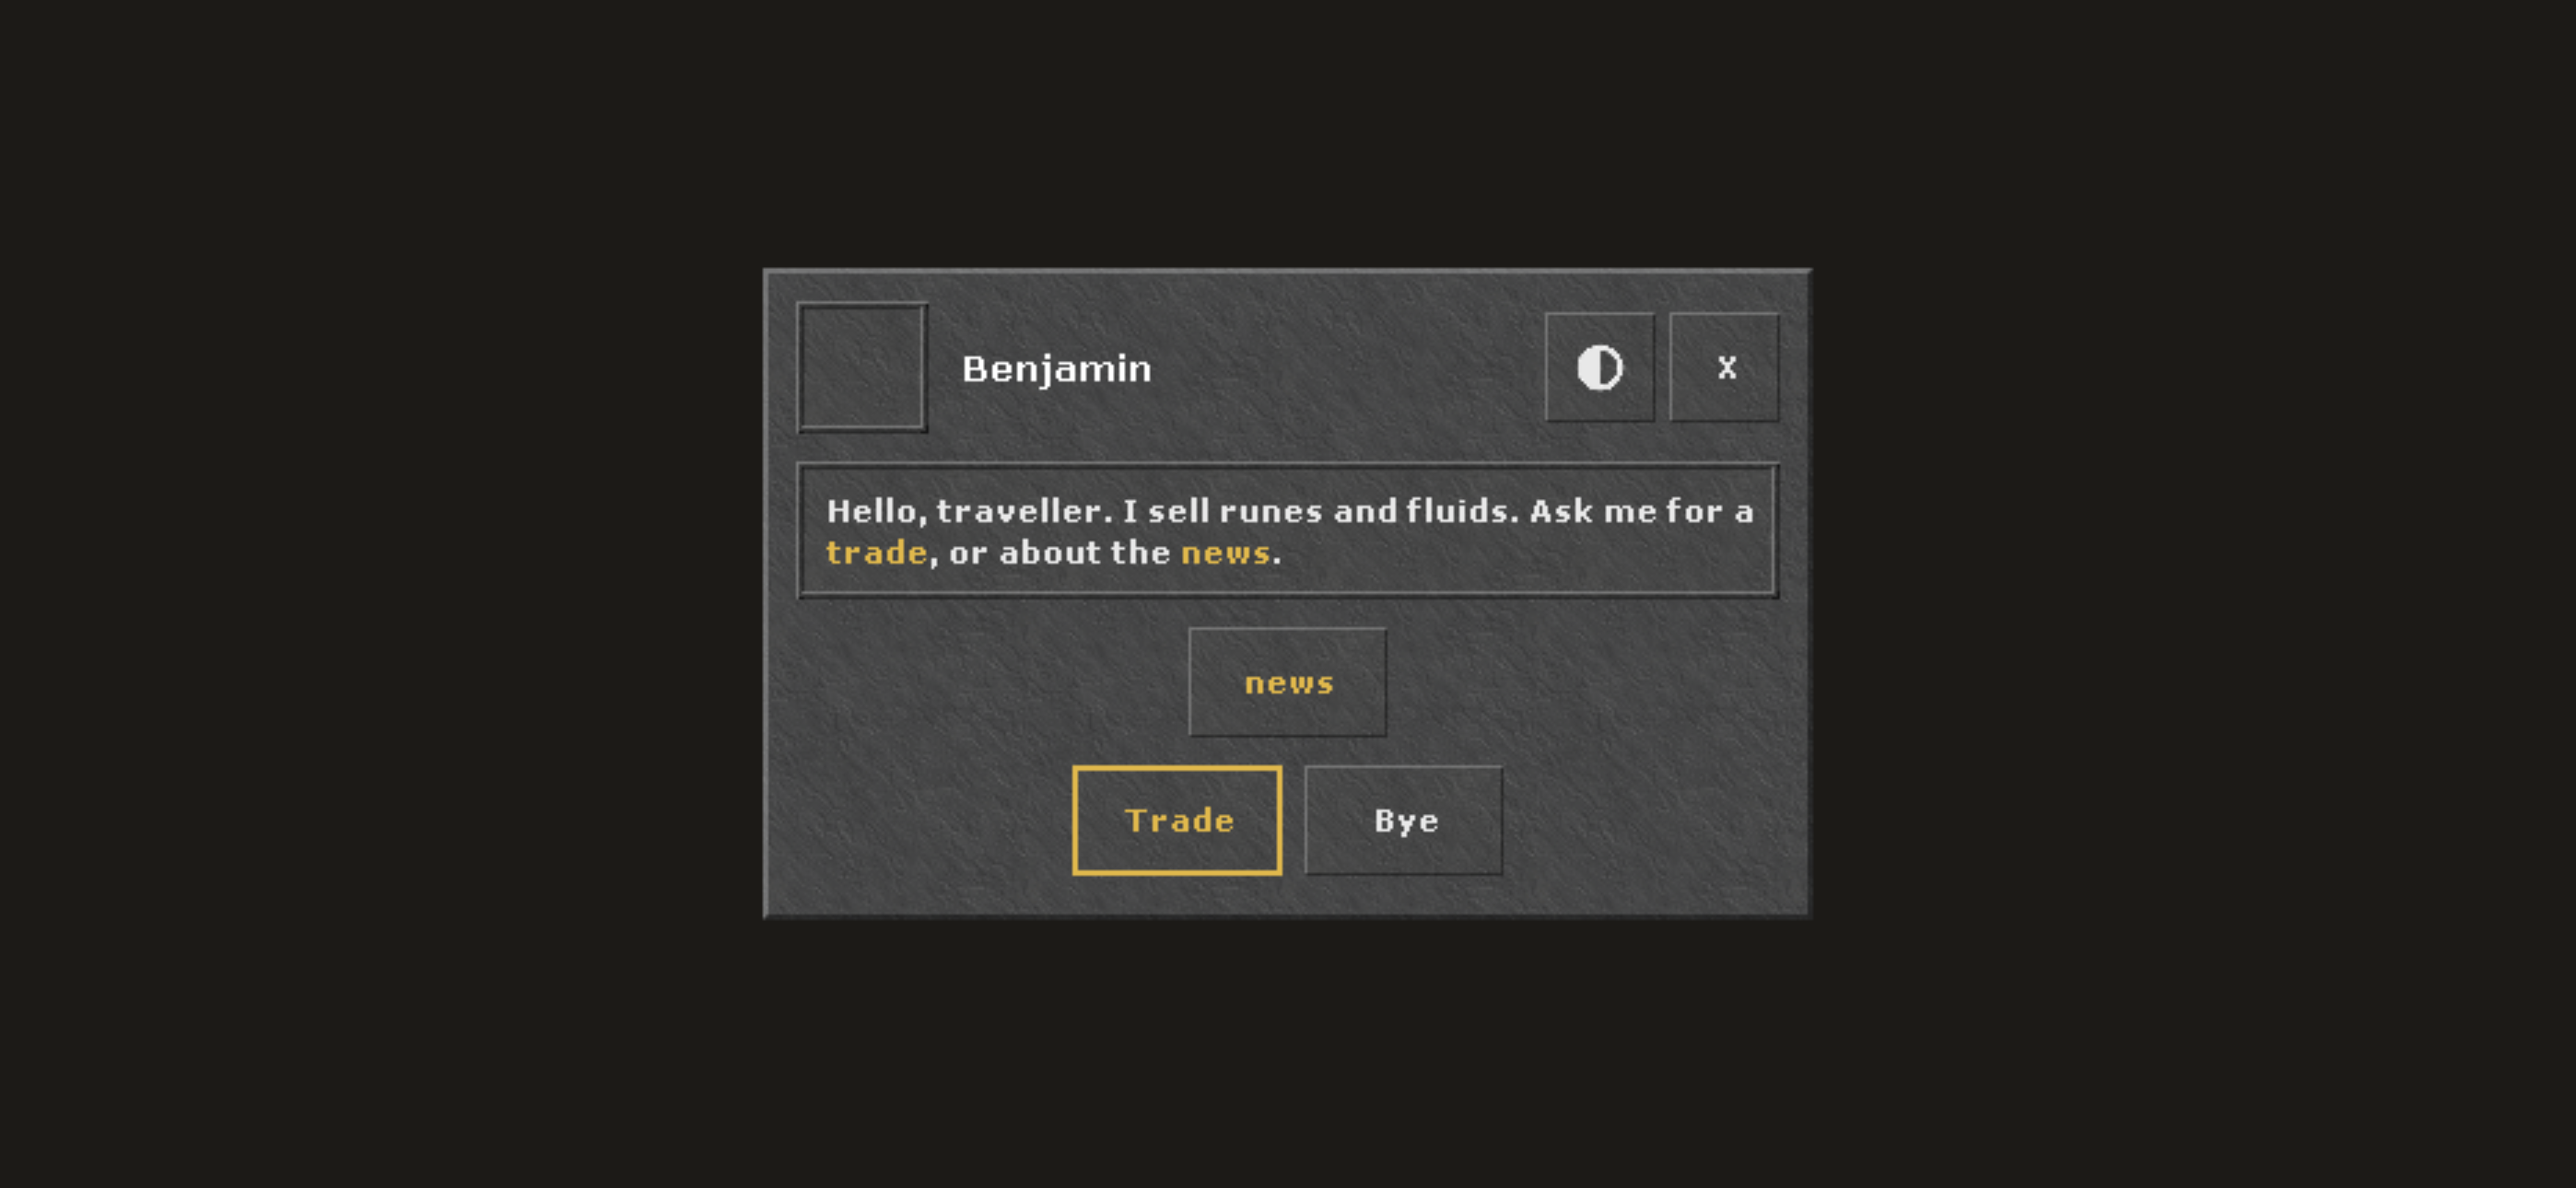 Benjamin
X
Hello, traveller. I sell runes and fluids. Ask me for a
trade, or about the news.
news
Trade
Bye